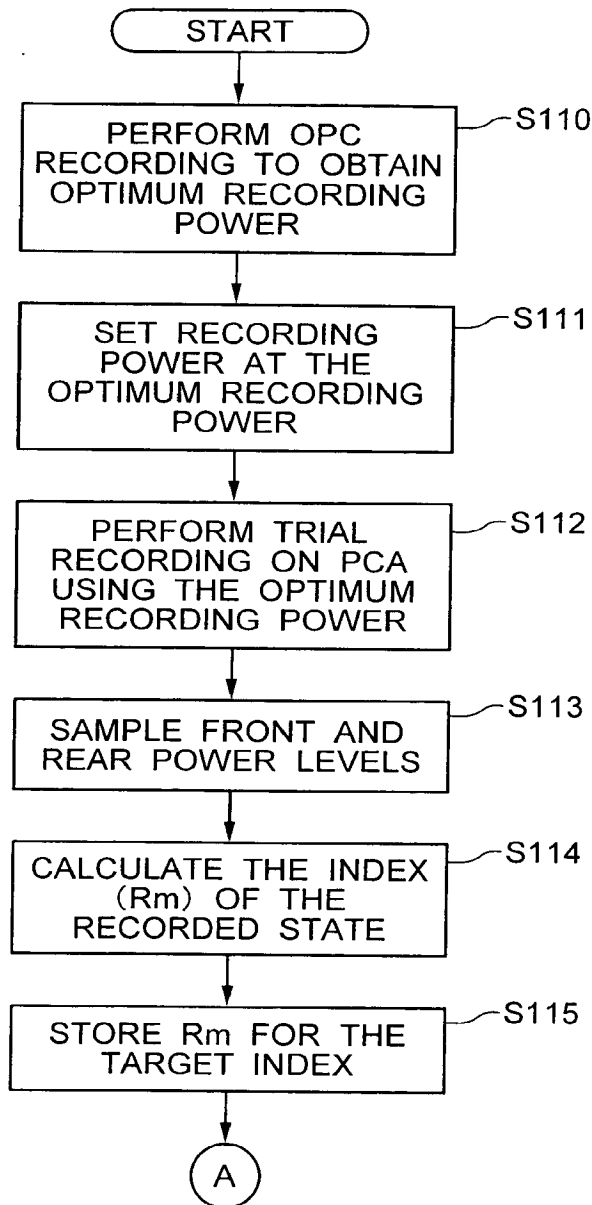 START
S110
PERFORM OPC
RECORDING TO OBTAIN
OPTIMUM RECORDING
POWER
S111
SET RECORDING
POWER AT THE
OPTIMUM RECORDING
POWER
S112
PERFORM TRIAL
RECORDING ON PCA
USING THE OPTIMUM
RECORDING POWER
S113
SAMPLE FRONT AND
REAR POWER LEVELS
S114
CALCULATE THE INDEX
(Rm) OF THE
RECORDED STATE
S115
STORE Rm FOR THE
TARGET INDEX
A